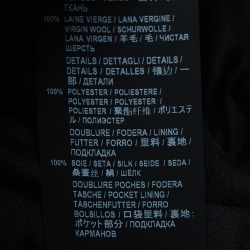 ТКАНЬ
100% LAINE VIERGE / LANA VERGINE /
VIRGIN WOOL / SCHURWOLLE /
LANA VIRGEN / 羊毛 / 毛 / ЧИСТАЯ
ШЕРСТЬ
DETAILS / DETTAGLI / DETAILS /
DETAILS / DETALLES / 镶边 / 一
部 / ДЕТАЛИ
100% POLYESTER / POLIESTERE /
POLYESTER / POLYESTER /
POLIESTER / 聚酯纤维 / ポリエステ
ル / ПОЛИЭСТЕР
DOUBLURE / FODERA / LINING /
FUTTER / FORRO / 里料 / 裏地 /
ПОДКЛАДКА
100% SOIE / SETA / SILK / SEIDE / SEDA /
桑蚕丝 / 絹 / ШЕЛК
DOUBLURE POCHES / FODERA
TASCHE / POCKET LINING /
TASCHENFUTTER / FORRO
BOLSILLOS / 口袋里料 / 裏地：
ポケット部分 / ПОДКЛАДКА
КАРМАНОВ